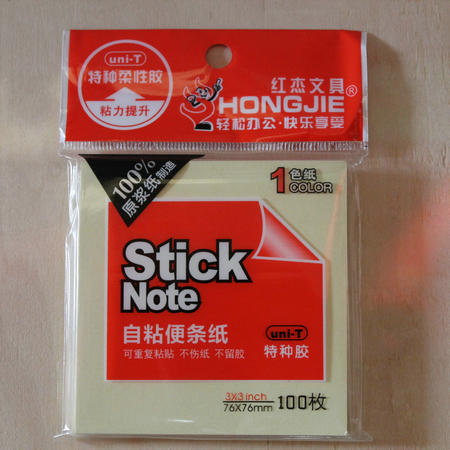 uni-T
特种柔性胶
粘力提升
红杰文具®
HONGJIE
轻松办公·快乐享受
100%
原浆纸制造
1色纸
COLOR
Stick
Note
自粘便条纸
可重复粘贴 不伤纸 不留胶
uni-T
特种胶
3X3inch
76X76mm 100枚